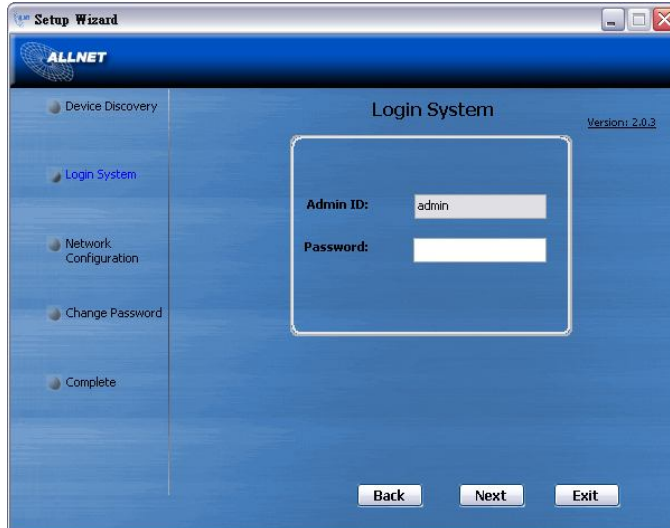 Setup Wizard
ALLNET
Device Discovery
Login System
Network
Configuration
Change Password
Complete
Login System
Version: 2.0.3
Admin ID:
admin
Password:
Back
Next
Exit